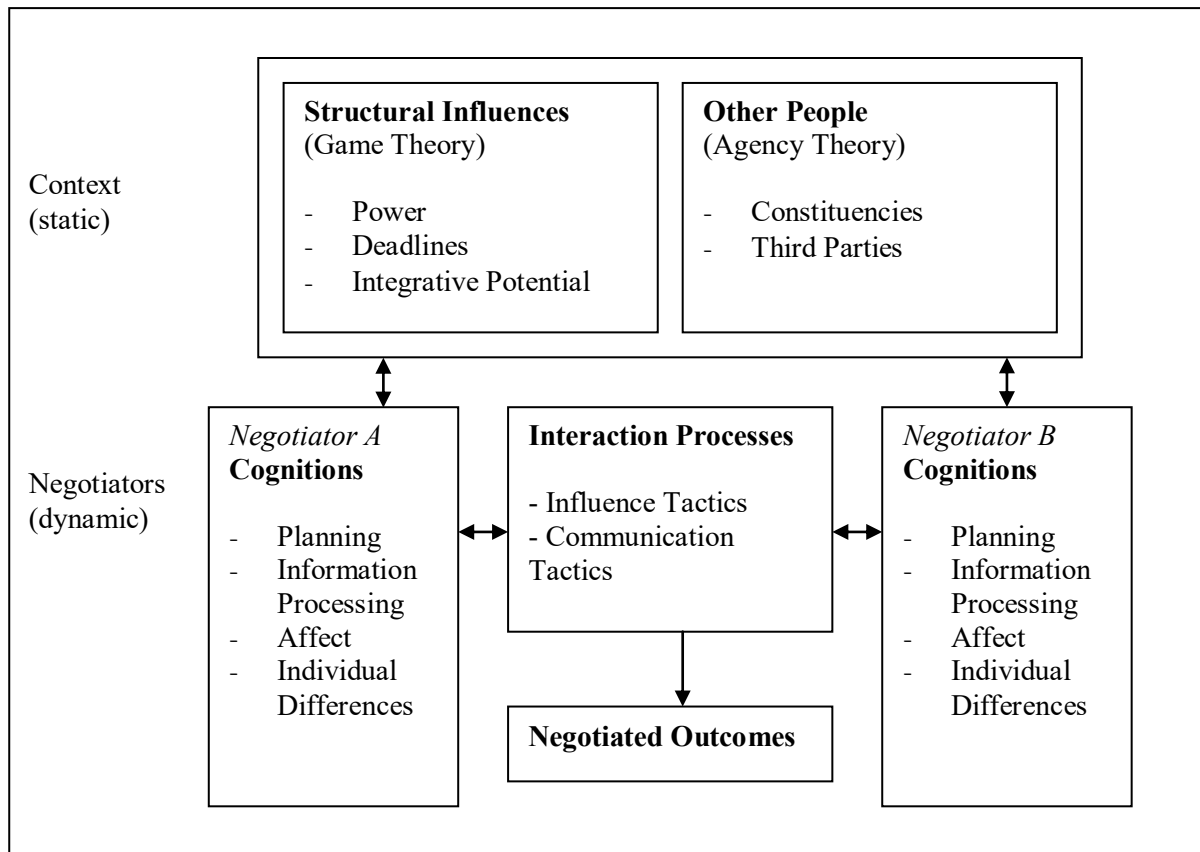 Context
(static)
Structural Influences
(Game Theory)
- Power
- Deadlines
- Integrative Potential
Other People
(Agency Theory)
- Constituencies
- Third Parties
Negotiators
(dynamic)
Negotiator A
Cognitions
- Planning
- Information
Processing
- Affect
- Individual
Differences
Interaction Processes
- Influence Tactics
- Communication
Tactics
Negotiated Outcomes
Negotiator B
Cognitions
- Planning
- Information
Processing
- Affect
- Individual
Differences